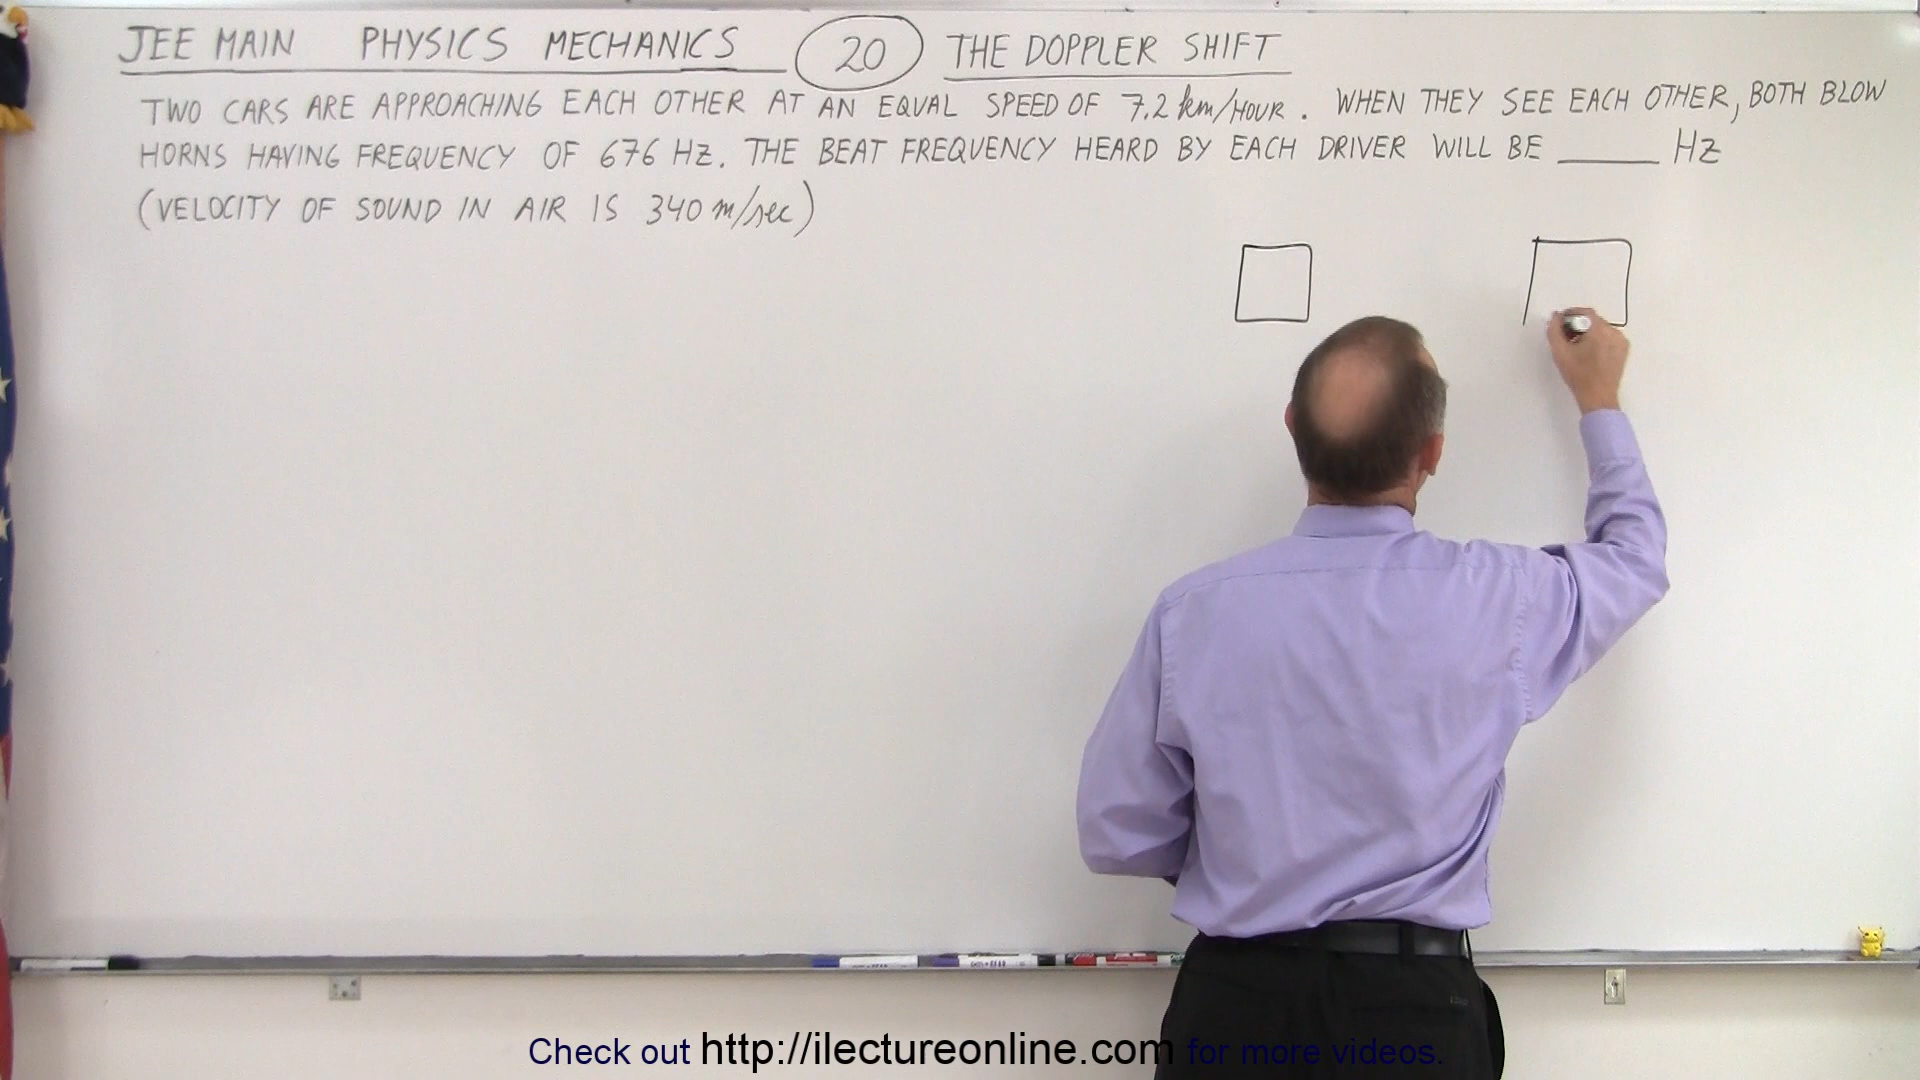 JEE MAIN PHYSICS MECHANICS 20 THE DOPPLER SHIFT
TWO CARS ARE APPROACHING EACH OTHER AT AN EQUAL SPEED OF 7.2 km/HOUR. WHEN THEY SEE EACH OTHER, BOTH BLOW
HORNS HAVING FREQUENCY OF 676 HZ. THE BEAT FREQUENCY HEARD BY EACH DRIVER WILL BE _____ HZ
(VELOCITY OF SOUND IN AIR IS 340 m/sec)
Check out http://ilectureonline.com for more videos.